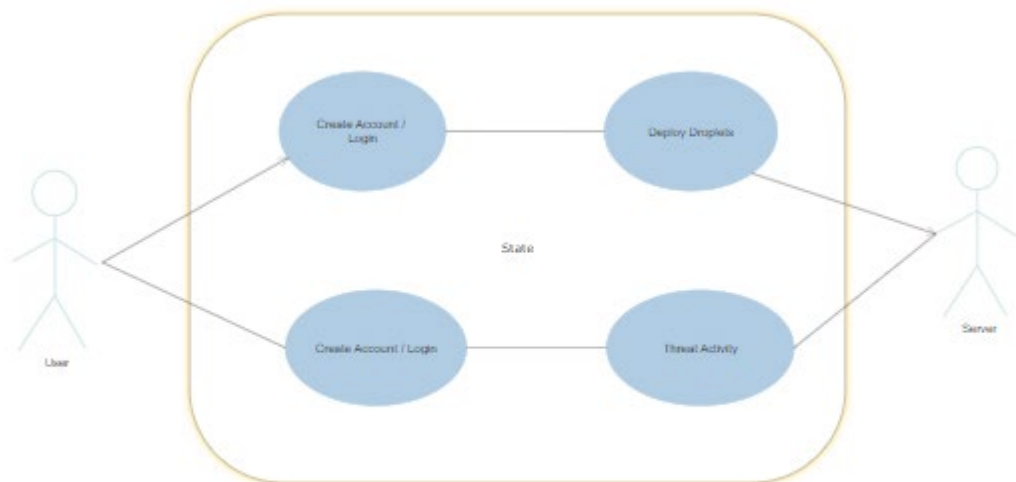 Create Account /
Login
Deploy Droplets
State
Create Account / Login
Threat Activity
User
Server